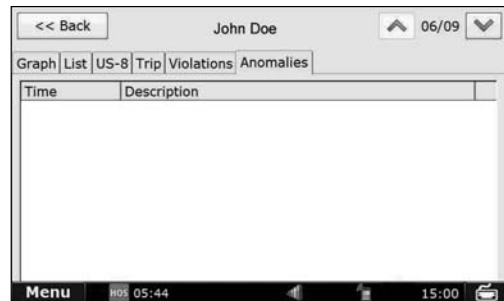 << Back John Doe 06/09
Graph List US-8 Trip Violations Anomalies
Time Description
Menu HOS 05:44 15:00